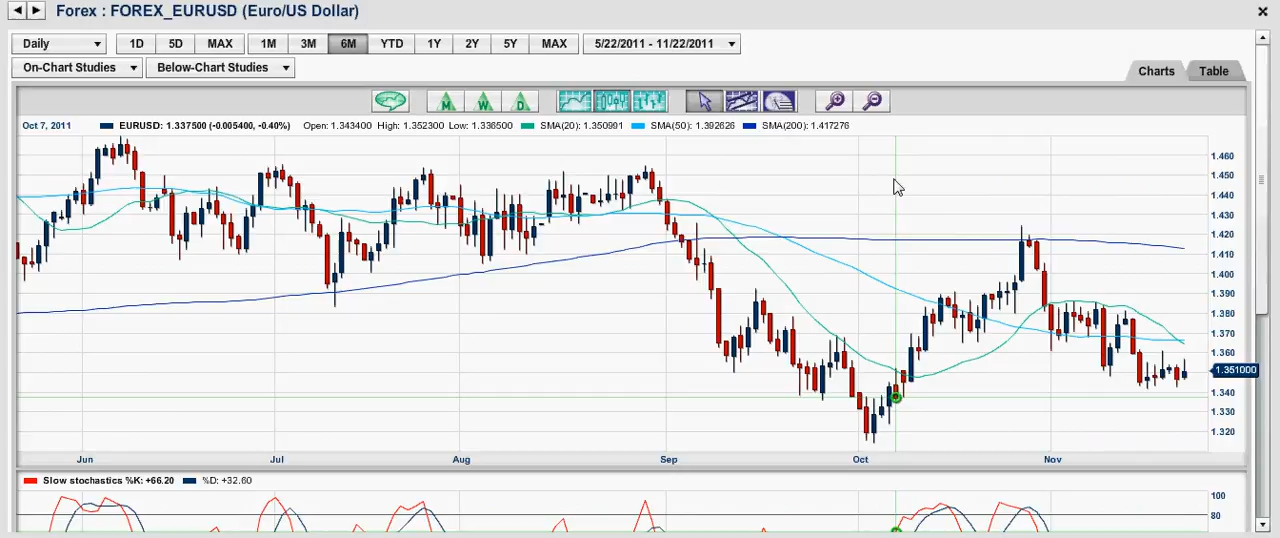 Forex : FOREX_EURUSD (Euro/US Dollar)
Daily 1D 5D MAX 1M 3M 6M YTD 1Y 2Y 5Y MAX 5/22/2011 - 11/22/2011
On-Chart Studies Below-Chart Studies
Charts Table
M W D
Oct 7, 2011 EURUSD: 1.337500 (-0.005400, -0.40%) Open: 1.343400 High: 1.352300 Low: 1.336500 SMA(20): 1.350991 SMA(50): 1.392626 SMA(200): 1.417276
1.460
1.450
1.440
1.430
1.420
1.410
1.400
1.390
1.380
1.370
1.360
1.351000
1.340
1.330
1.320
Jun Jul Aug Sep Oct Nov
Slow stochastics %K: +66.20 %D: +32.60
100
80